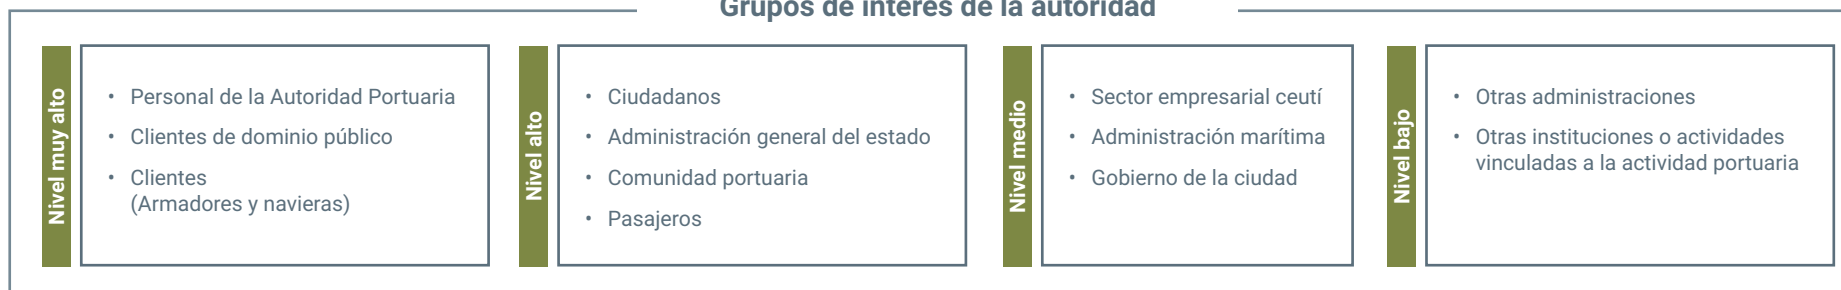 Grupos de interés de la autoridad
Nivel muy alto
• Personal de la Autoridad Portuaria
• Clientes de dominio público
• Clientes
(Armadores y navieras)
Nivel alto
• Ciudadanos
• Administración general del estado
• Comunidad portuaria
• Pasajeros
Nivel medio
• Sector empresarial ceutí
• Administración marítima
• Gobierno de la ciudad
Nivel bajo
• Otras administraciones
• Otras instituciones o actividades
vinculadas a la actividad portuaria